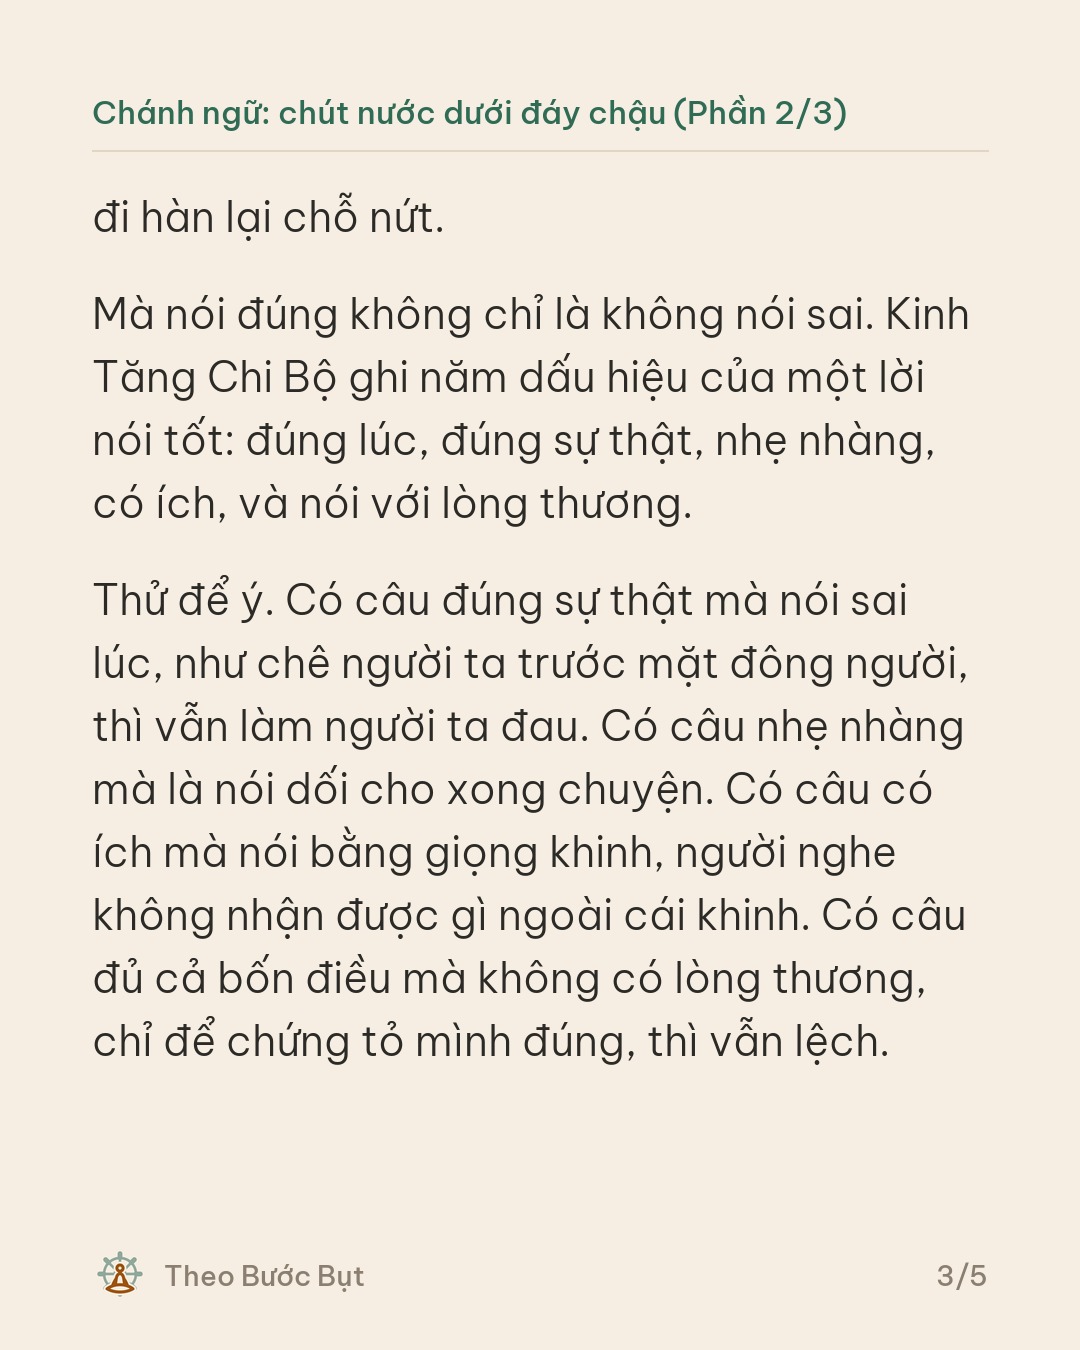 Chánh ngữ: chút nước dưới đáy chậu (Phần 2/3)
đi hàn lại chỗ nứt.
Mà nói đúng không chỉ là không nói sai. Kinh
Tăng Chi Bộ ghi năm dấu hiệu của một lời
nói tốt: đúng lúc, đúng sự thật, nhẹ nhàng,
có ích, và nói với lòng thương.
Thử để ý. Có câu đúng sự thật mà nói sai
lúc, như chê người ta trước mặt đông người,
thì vẫn làm người ta đau. Có câu nhẹ nhàng
mà là nói dối cho xong chuyện. Có câu có
ích mà nói bằng giọng khinh, người nghe
không nhận được gì ngoài cái khinh. Có câu
đủ cả bốn điều mà không có lòng thương,
chỉ để chứng tỏ mình đúng, thì vẫn lệch.
Theo Bước Bụt
3/5